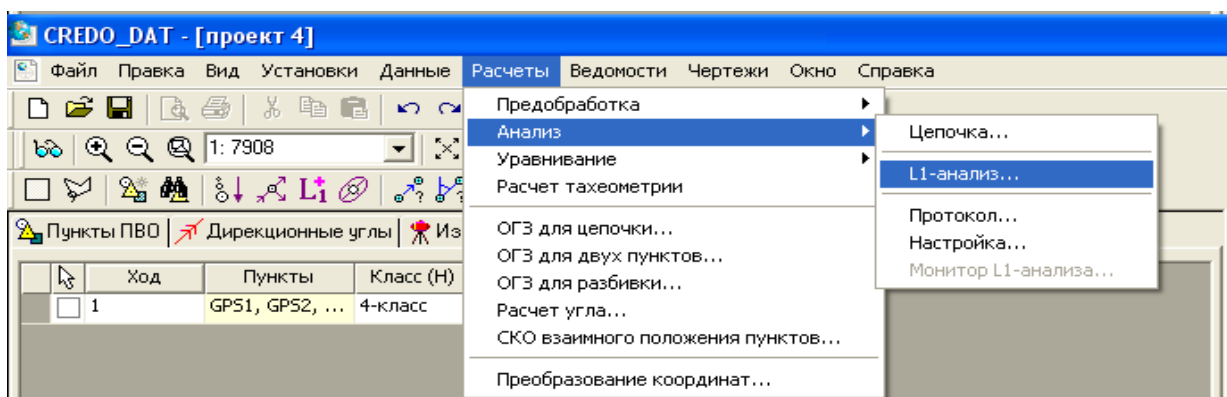 CREDO_DAT - [проект 4]
Файл Правка Вид Установки Данные Расчеты Ведомости Чертежи Окно Справка
Предобработка
Анализ
Уравнивание
Расчет тахеометрии
ОГЗ для цепочки...
ОГЗ для двух пунктов...
ОГЗ для разбивки...
Расчет угла...
СКО взаимного положения пунктов...
Преобразование координат...
Цепочка...
L1-анализ...
Протокол...
Настройка...
Монитор L1-анализа...
1: 7908
L1
Пункты ПВО Дирекционные углы Из
Ход Пункты Класс (H)
1 GPS1, GPS2, ... 4-класс